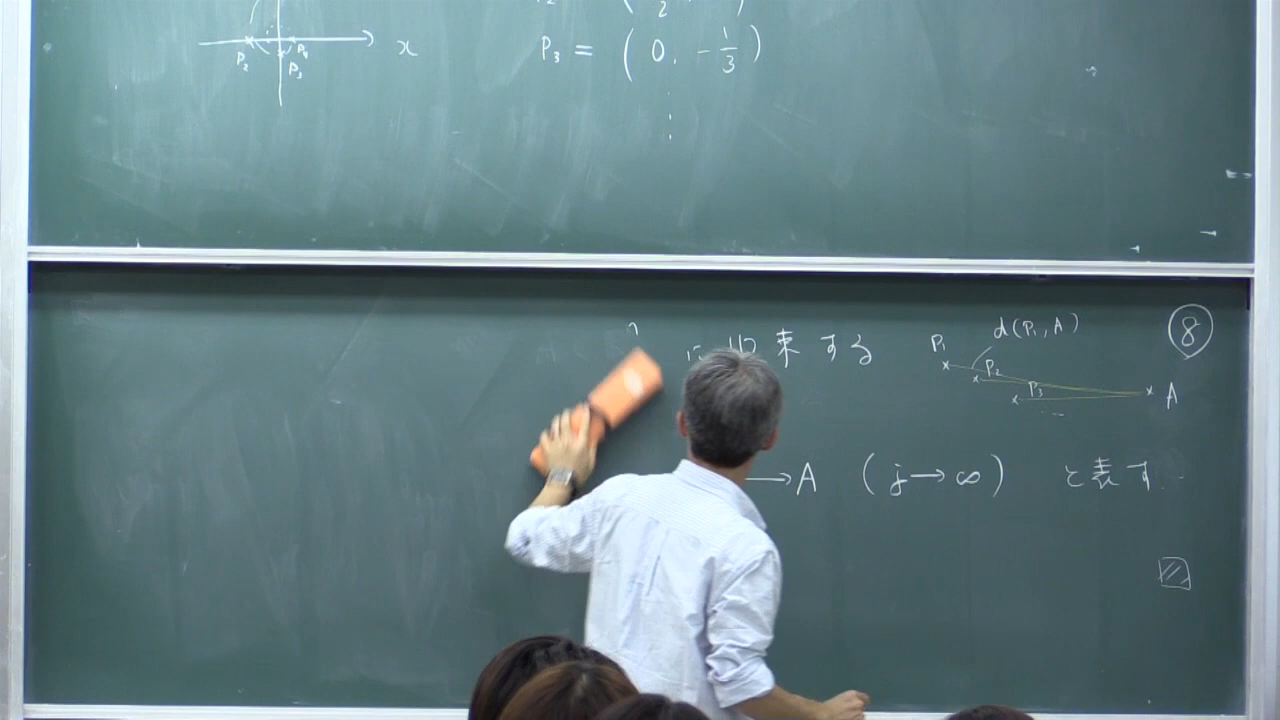 x
P₂ P₄
P₃
2
P₃ = (0, -1/3)
⋮
d(P₁, A)
⑧
P₁
P₂
P₃
A
...
に収束する
→A (j→∞) と表す